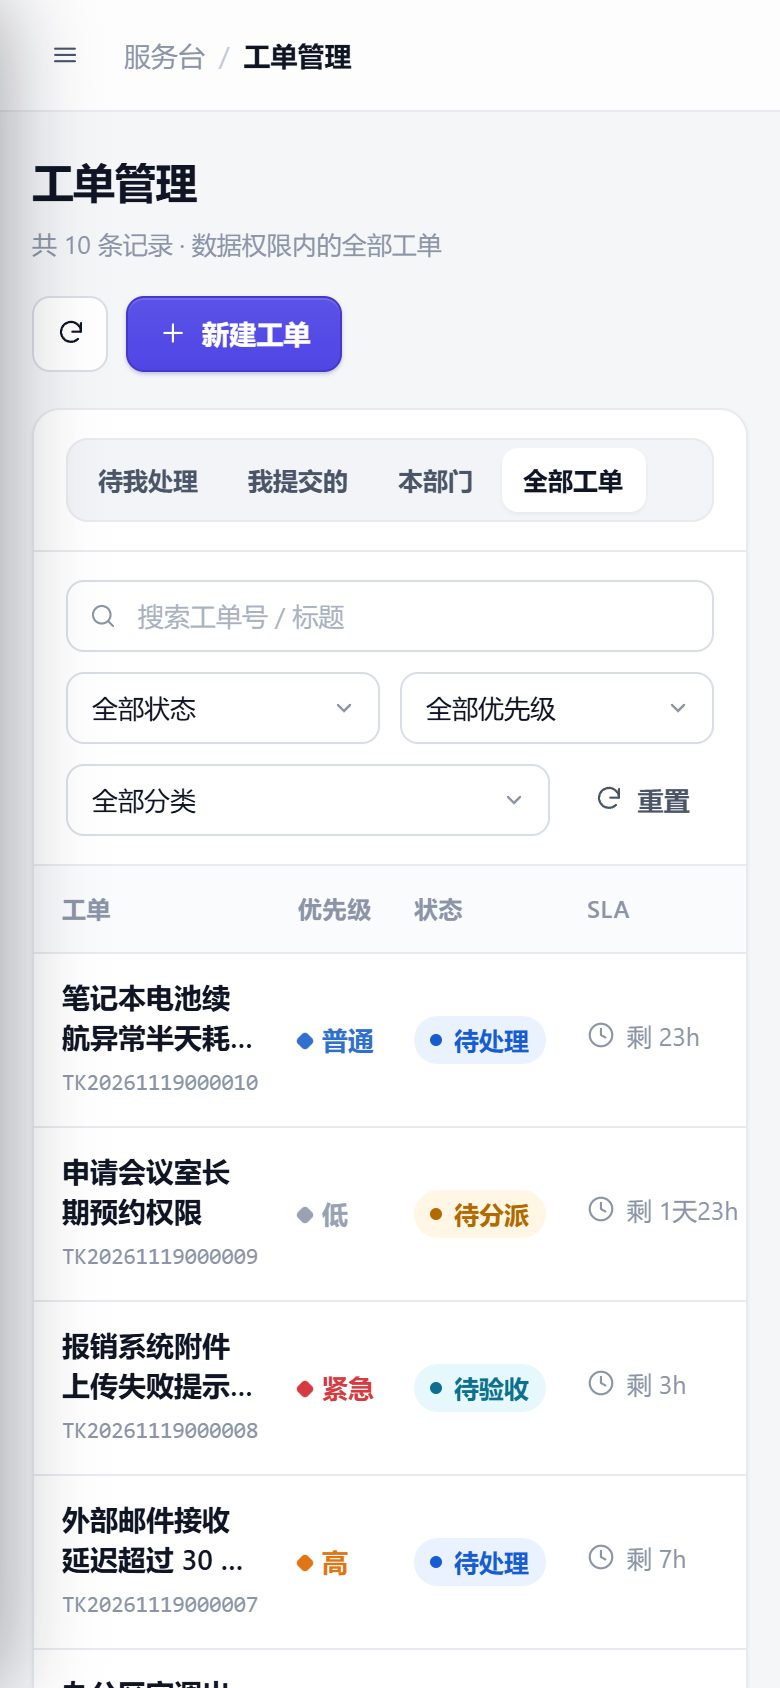 服务台 / 工单管理
工单管理
共 10 条记录 · 数据权限内的全部工单
新建工单
待我处理 我提交的 本部门 全部工单
搜索工单号 / 标题
全部状态 全部优先级
全部分类 重置
工单 优先级 状态 SLA
笔记本电池续
航异常半天耗... 普通 待处理 剩 23h
TK20261119000010
申请会议室长
期预约权限 低 待分派 剩 1天23h
TK20261119000009
报销系统附件
上传失败提示... 紧急 待验收 剩 3h
TK20261119000008
外部邮件接收
延迟超过 30 ... 高 待处理 剩 7h
TK20261119000007